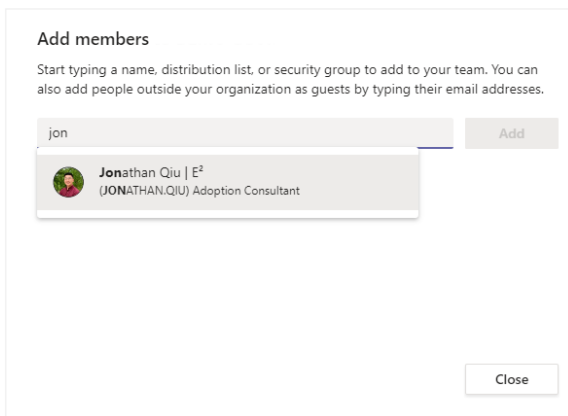 Add members
Start typing a name, distribution list, or security group to add to your team. You can
also add people outside your organization as guests by typing their email addresses.
jon
Add
Jonathan Qiu | E²
(JONATHAN.QIU) Adoption Consultant
Close